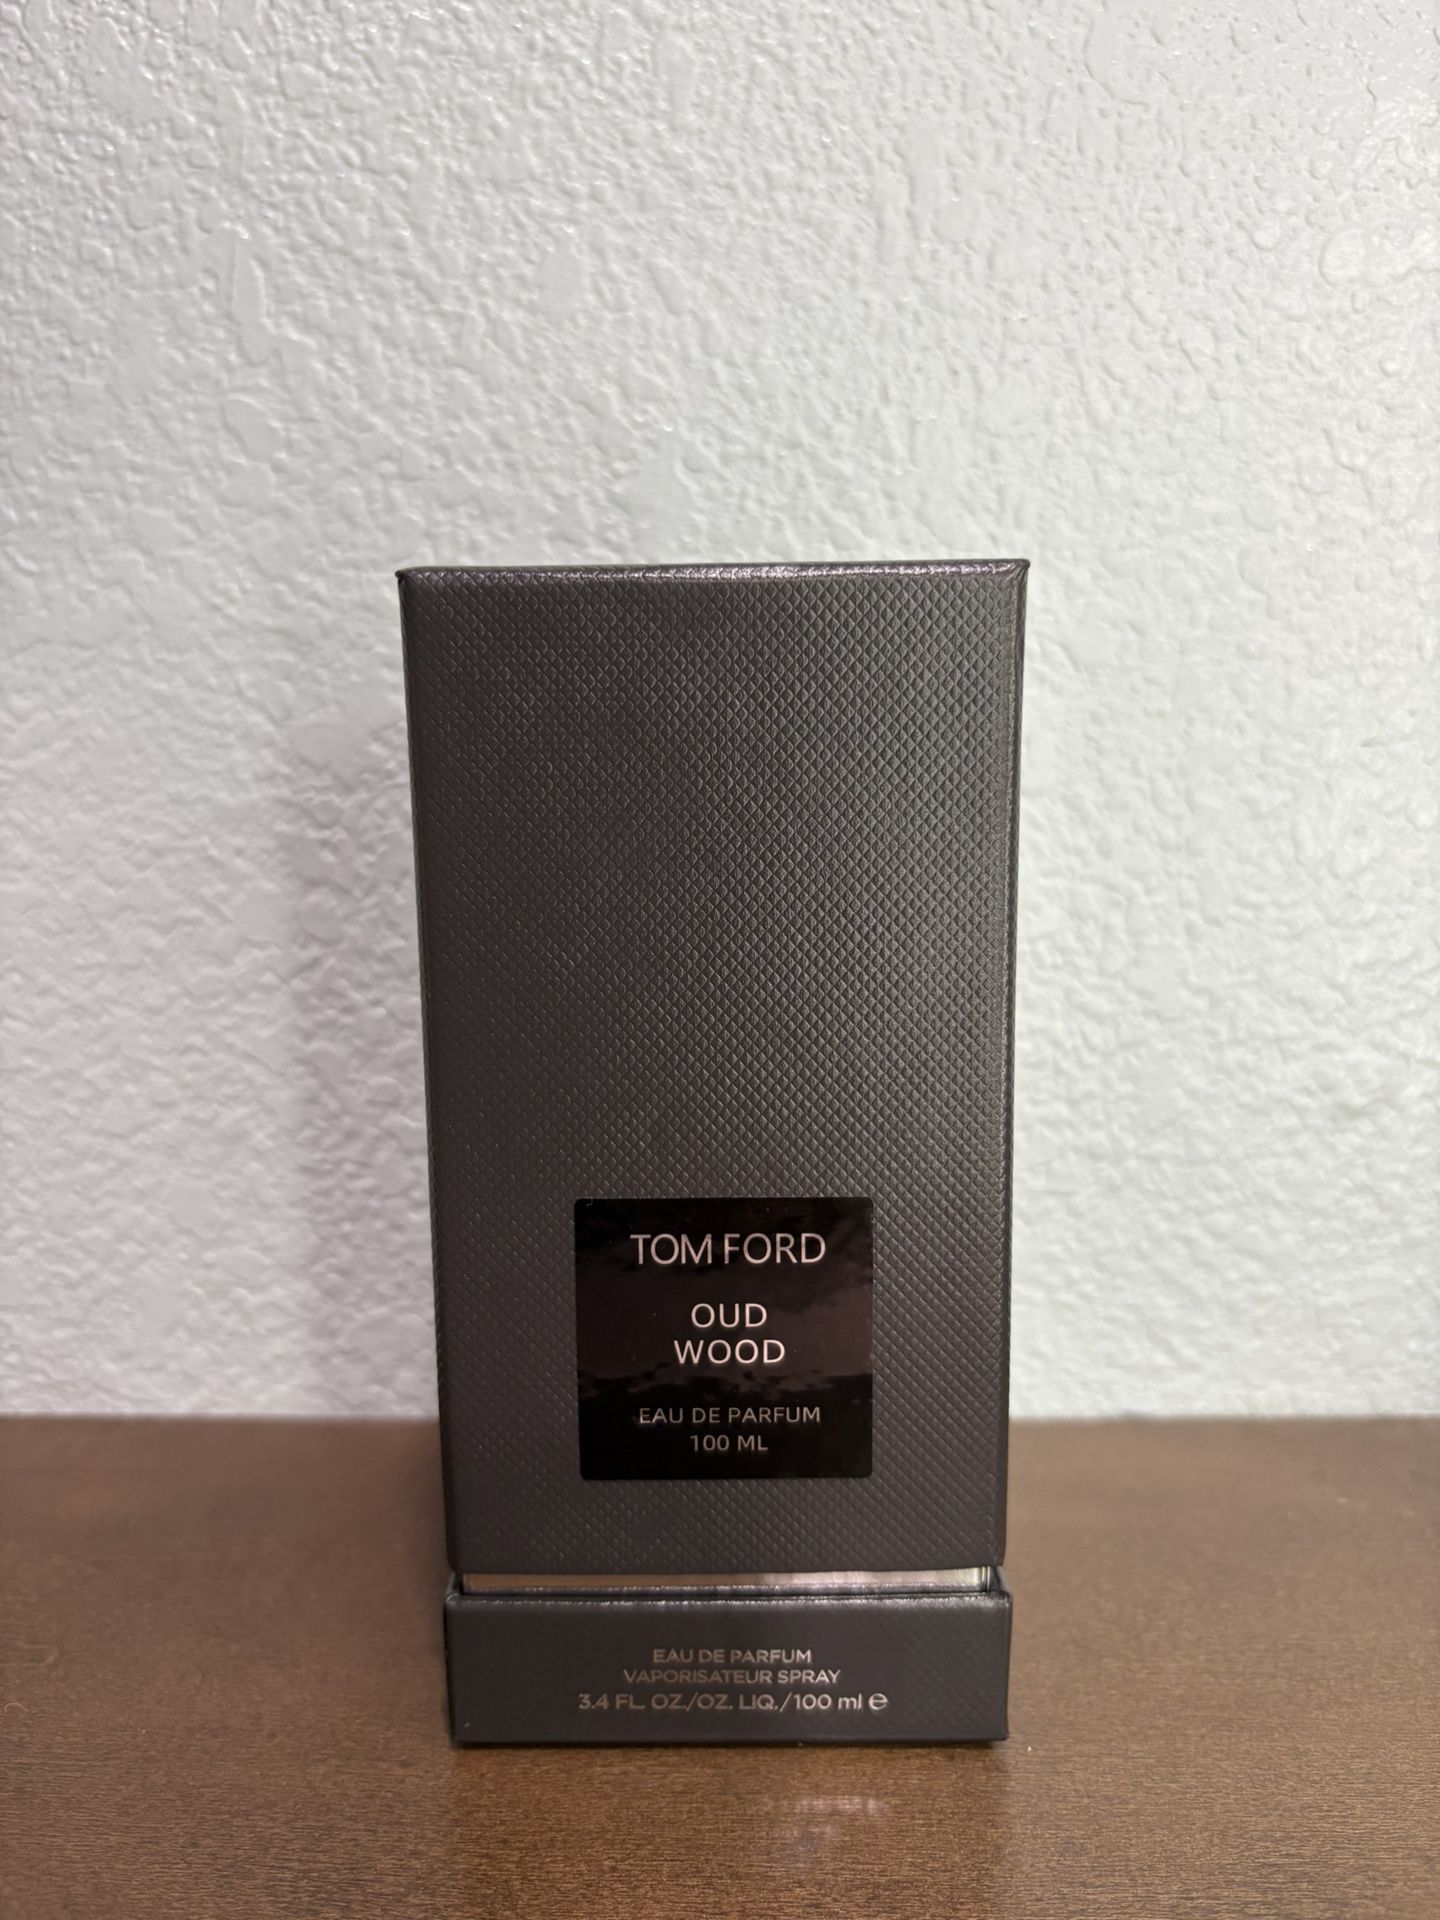 TOM FORD
OUD
WOOD
EAU DE PARFUM
100 ML
EAU DE PARFUM
VAPORISATEUR SPRAY
3.4 FL. OZ./OZ. LIQ./100 ml ℮